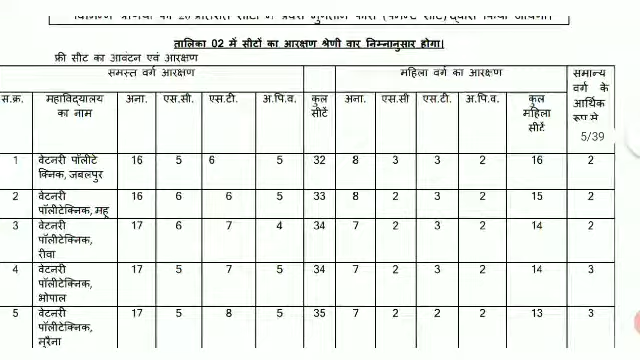 तालिका 02 में सीटों का आरक्षण श्रेणी वार निम्नानुसार होगा।
फ्री सीट का आवंटन एवं आरक्षण
समस्त वर्ग आरक्षण महिला वर्ग का आरक्षण समान्य वर्ग के आर्थिक रूप से
स.क्र. महाविद्यालय का नाम अना. एस.सी. एस.टी. अ.पि.व. कुल सीटें अना. एस.सी एस.टी. अ.पि.व. कुल महिला सीटें
5/39
1 वेटनरी पॉलीटेक्निक, जबलपुर 16 5 6 5 32 8 3 3 2 16 2
2 वेटनरी पॉलीटेक्निक, महू 16 6 6 5 33 8 2 3 2 15 2
3 वेटनरी पॉलीटेक्निक, रीवा 17 6 7 4 34 7 2 3 2 14 2
4 वेटनरी पॉलीटेक्निक, भोपाल 17 5 7 5 34 7 2 3 2 14 3
5 वेटनरी पॉलीटेक्निक, मुरैना 17 5 8 5 35 7 2 2 2 13 3